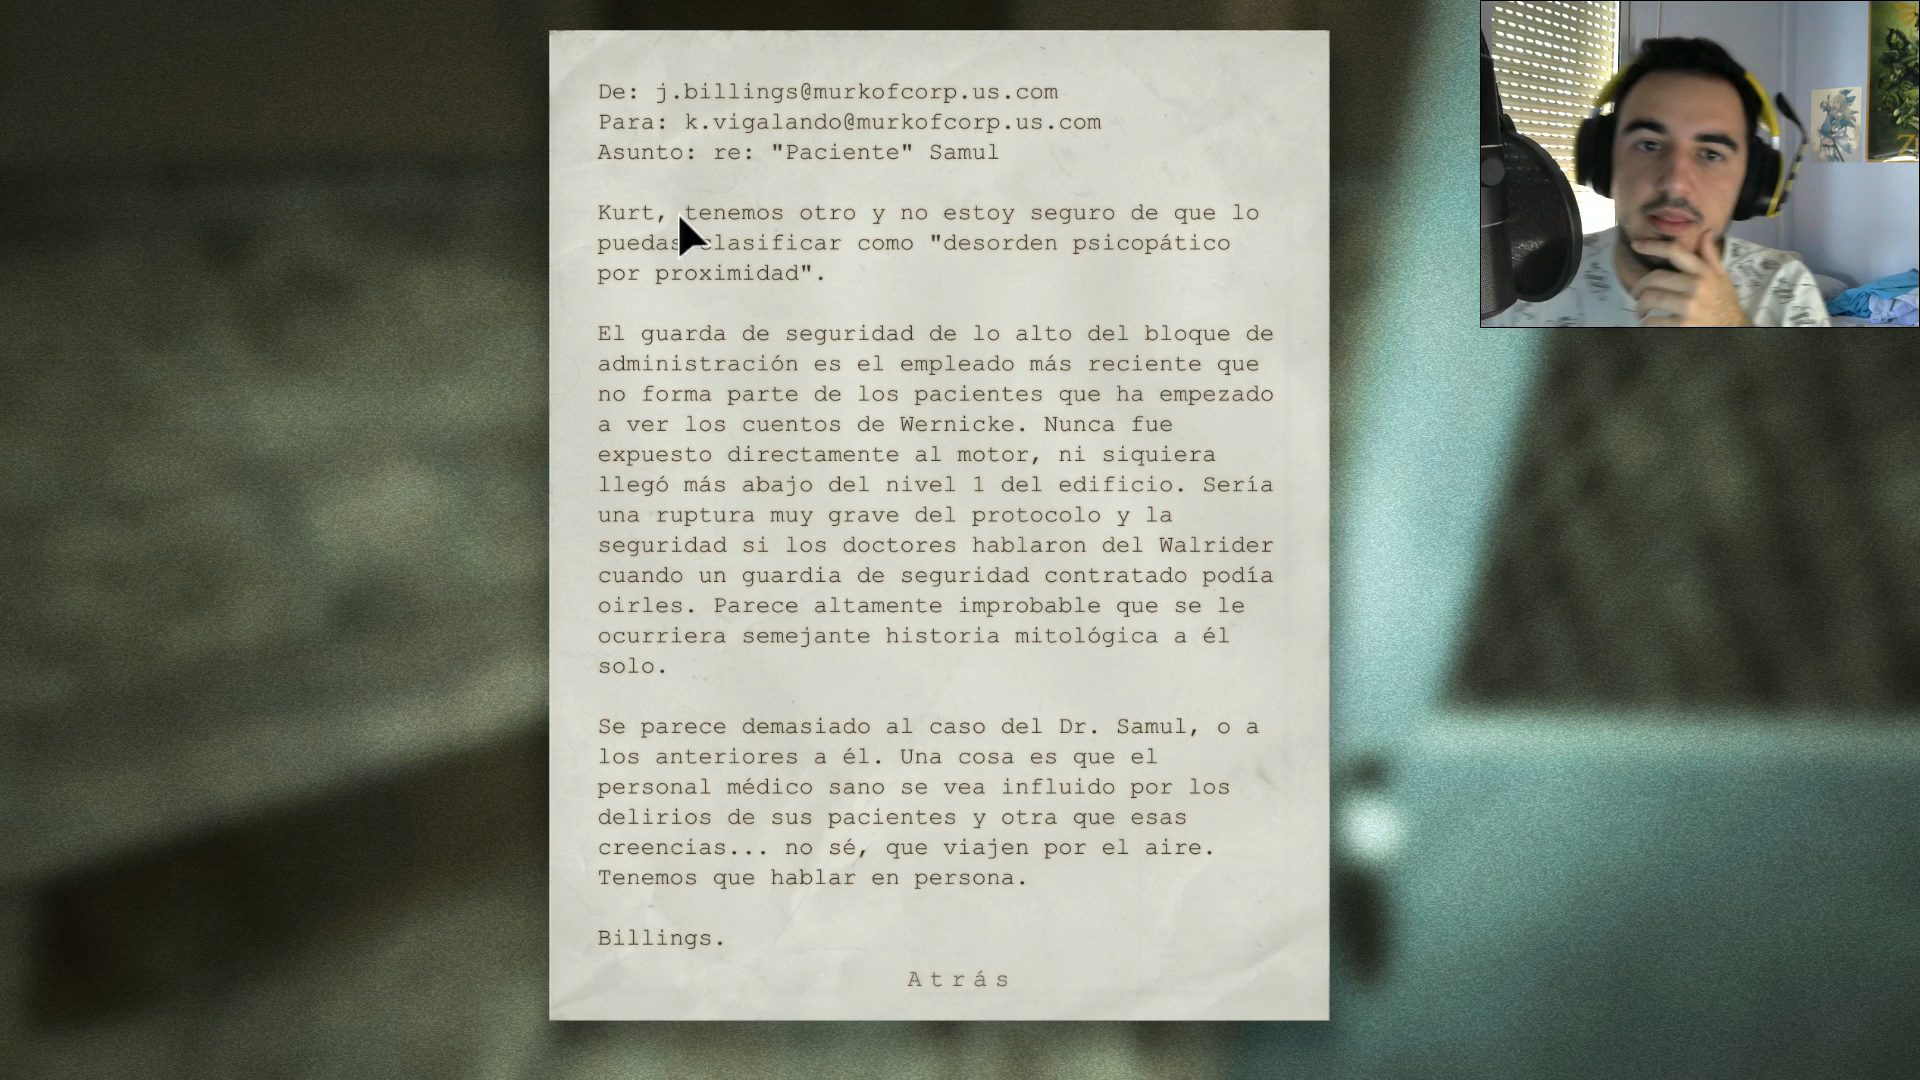 De: j.billings@murkofcorp.us.com
Para: k.vigalando@murkofcorp.us.com
Asunto: re: "Paciente" Samul
Kurt, tenemos otro y no estoy seguro de que lo
puedas clasificar como "desorden psicopático
por proximidad".
El guarda de seguridad de lo alto del bloque de
administración es el empleado más reciente que
no forma parte de los pacientes que ha empezado
a ver los cuentos de Wernicke. Nunca fue
expuesto directamente al motor, ni siquiera
llegó más abajo del nivel 1 del edificio. Sería
una ruptura muy grave del protocolo y la
seguridad si los doctores hablaron del Walrider
cuando un guardia de seguridad contratado podía
oirles. Parece altamente improbable que se le
ocurriera semejante historia mitológica a él
solo.
Se parece demasiado al caso del Dr. Samul, o a
los anteriores a él. Una cosa es que el
personal médico sano se vea influido por los
delirios de sus pacientes y otra que esas
creencias... no sé, que viajen por el aire.
Tenemos que hablar en persona.
Billings.
Atrás